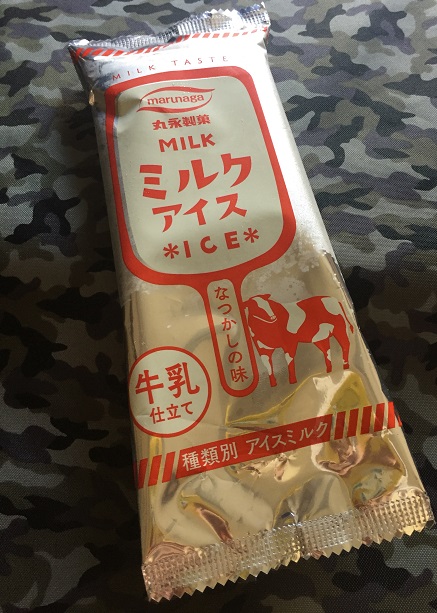 MILK TASTE
marunaga
丸永製菓
MILK
ミルク
アイス
*ICE*
なつかしの味
牛乳
仕立て
種類別 アイスミルク